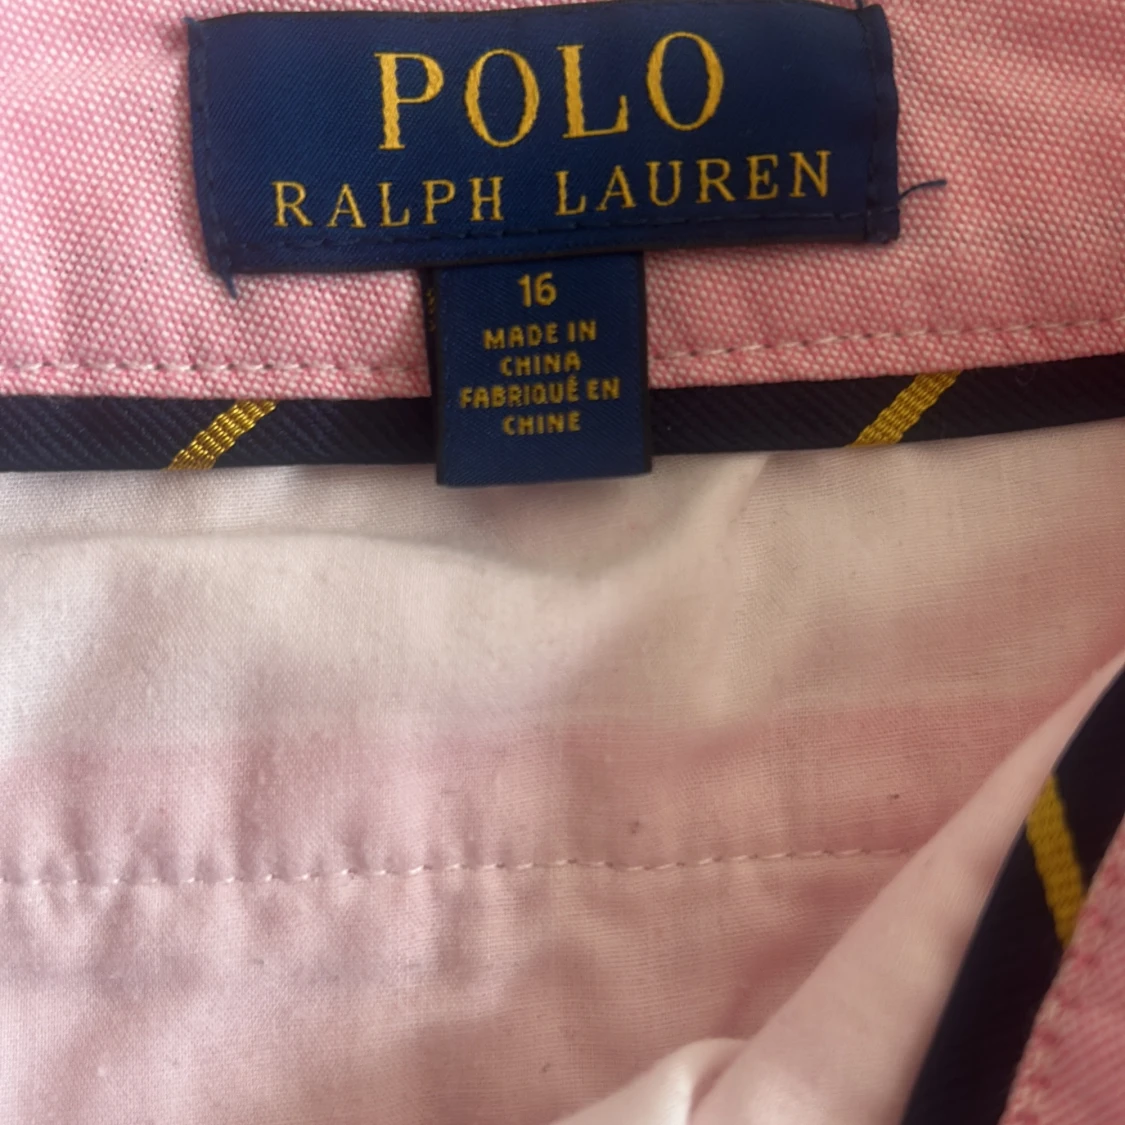 POLO
RALPH LAUREN
16
MADE IN
CHINA
FABRIQUÉ EN
CHINE